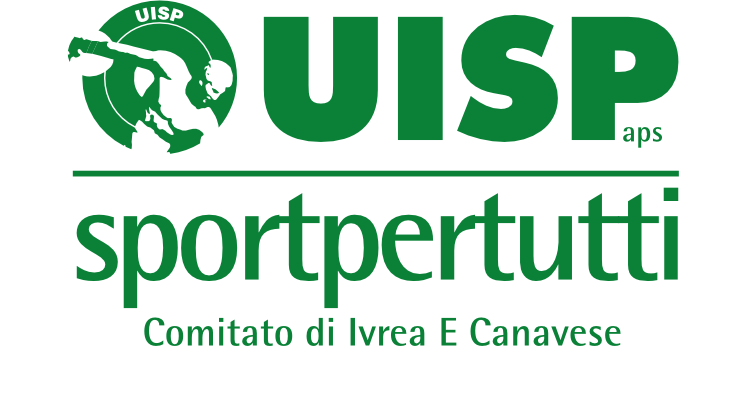 UISP
UISP
aps
sportpertutti
Comitato di Ivrea E Canavese